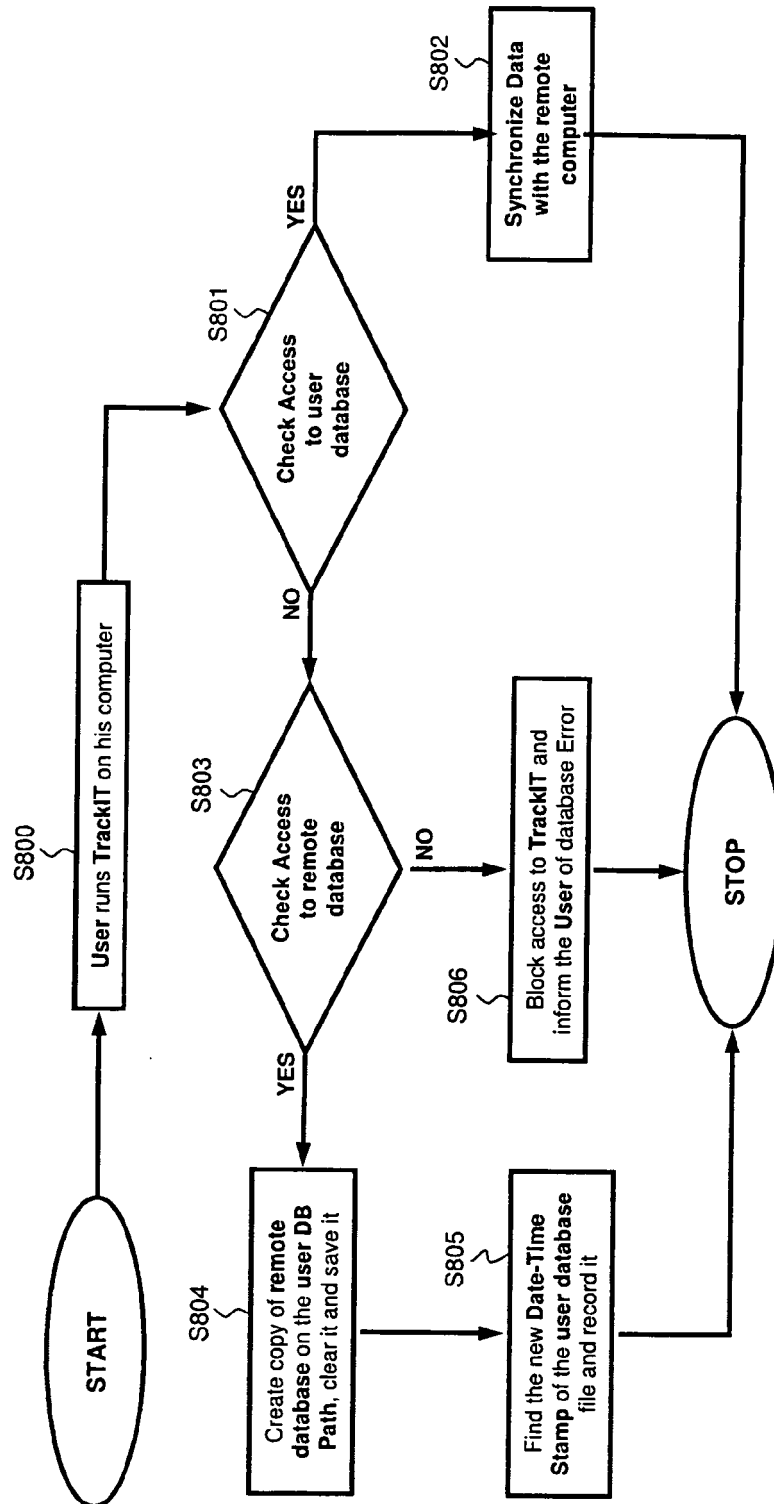 START
S800
User runs TrackIT on his computer
S801
Check Access
to user
database
YES
NO
S802
Synchronize Data
with the remote
computer
S803
Check Access
to remote
database
YES
NO
S804
Create copy of remote
database on the user DB
Path, clear it and save it
S805
Find the new Date-Time
Stamp of the user database
file and record it
S806
Block access to TrackIT and
inform the User of database Error
STOP